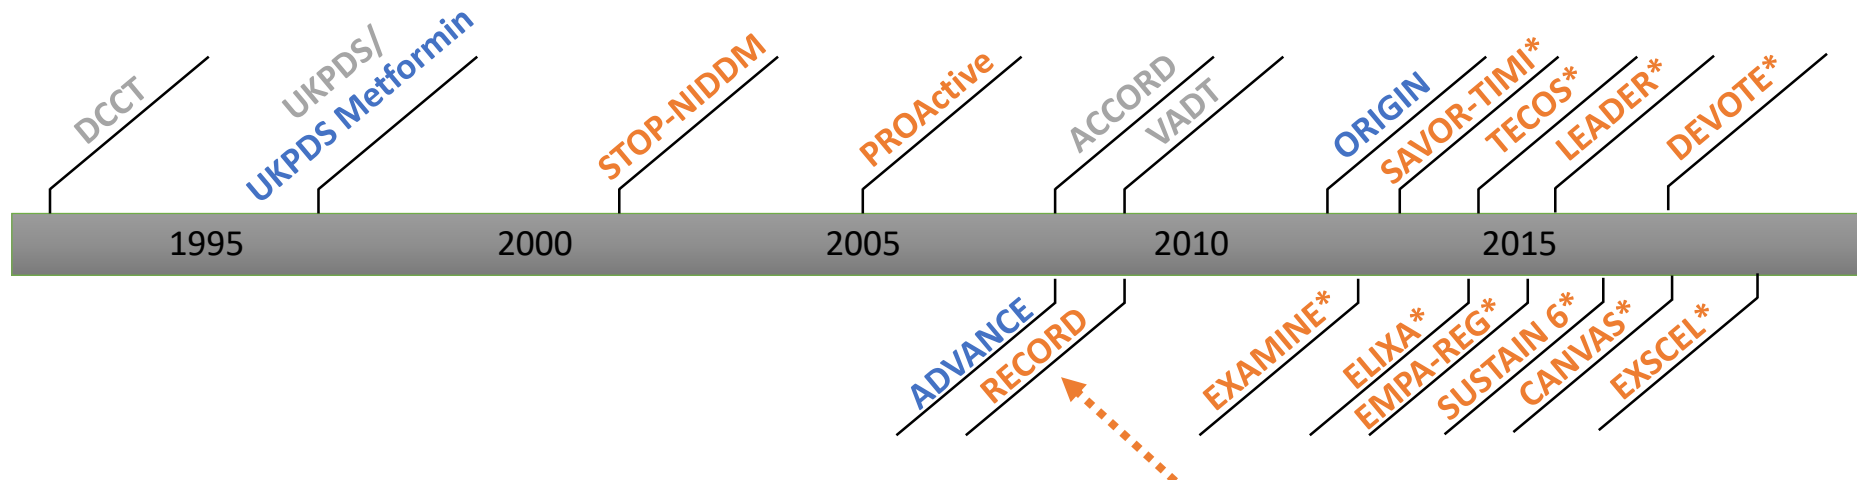 DCCT
UKPDS/
UKPDS Metformin
STOP-NIDDM
PROActive
ACCORD
VADT
ORIGIN
SAVOR-TIMI*
TECOS*
LEADER*
DEVOTE*
1995
2000
2005
2010
2015
ADVANCE
RECORD
EXAMINE*
ELIXA*
EMPA-REG*
SUSTAIN 6*
CANVAS*
EXSCEL*